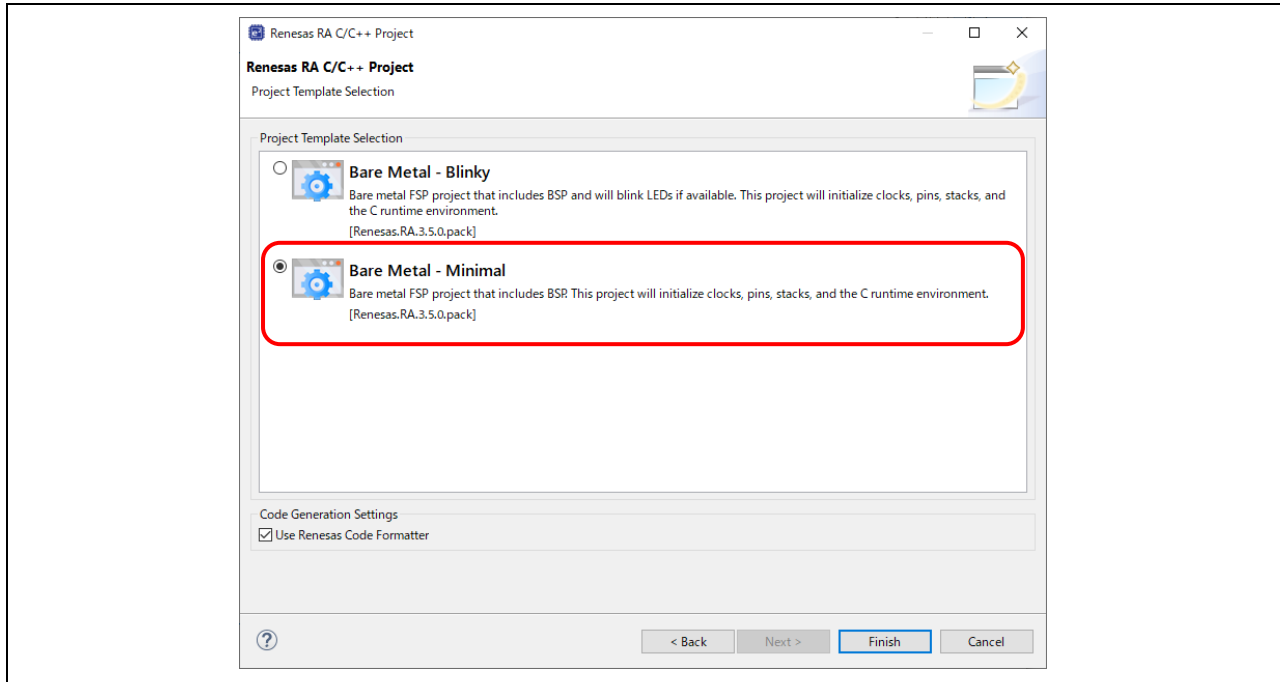 Renesas RA C/C++ Project
Renesas RA C/C++ Project
Project Template Selection
Project Template Selection
Bare Metal - Blinky
Bare metal FSP project that includes BSP and will blink LEDs if available. This project will initialize clocks, pins, stacks, and
the C runtime environment.
[Renesas.RA.3.5.0.pack]
Bare Metal - Minimal
Bare metal FSP project that includes BSP. This project will initialize clocks, pins, stacks, and the C runtime environment.
[Renesas.RA.3.5.0.pack]
Code Generation Settings
Use Renesas Code Formatter
?
< Back
Next >
Finish
Cancel